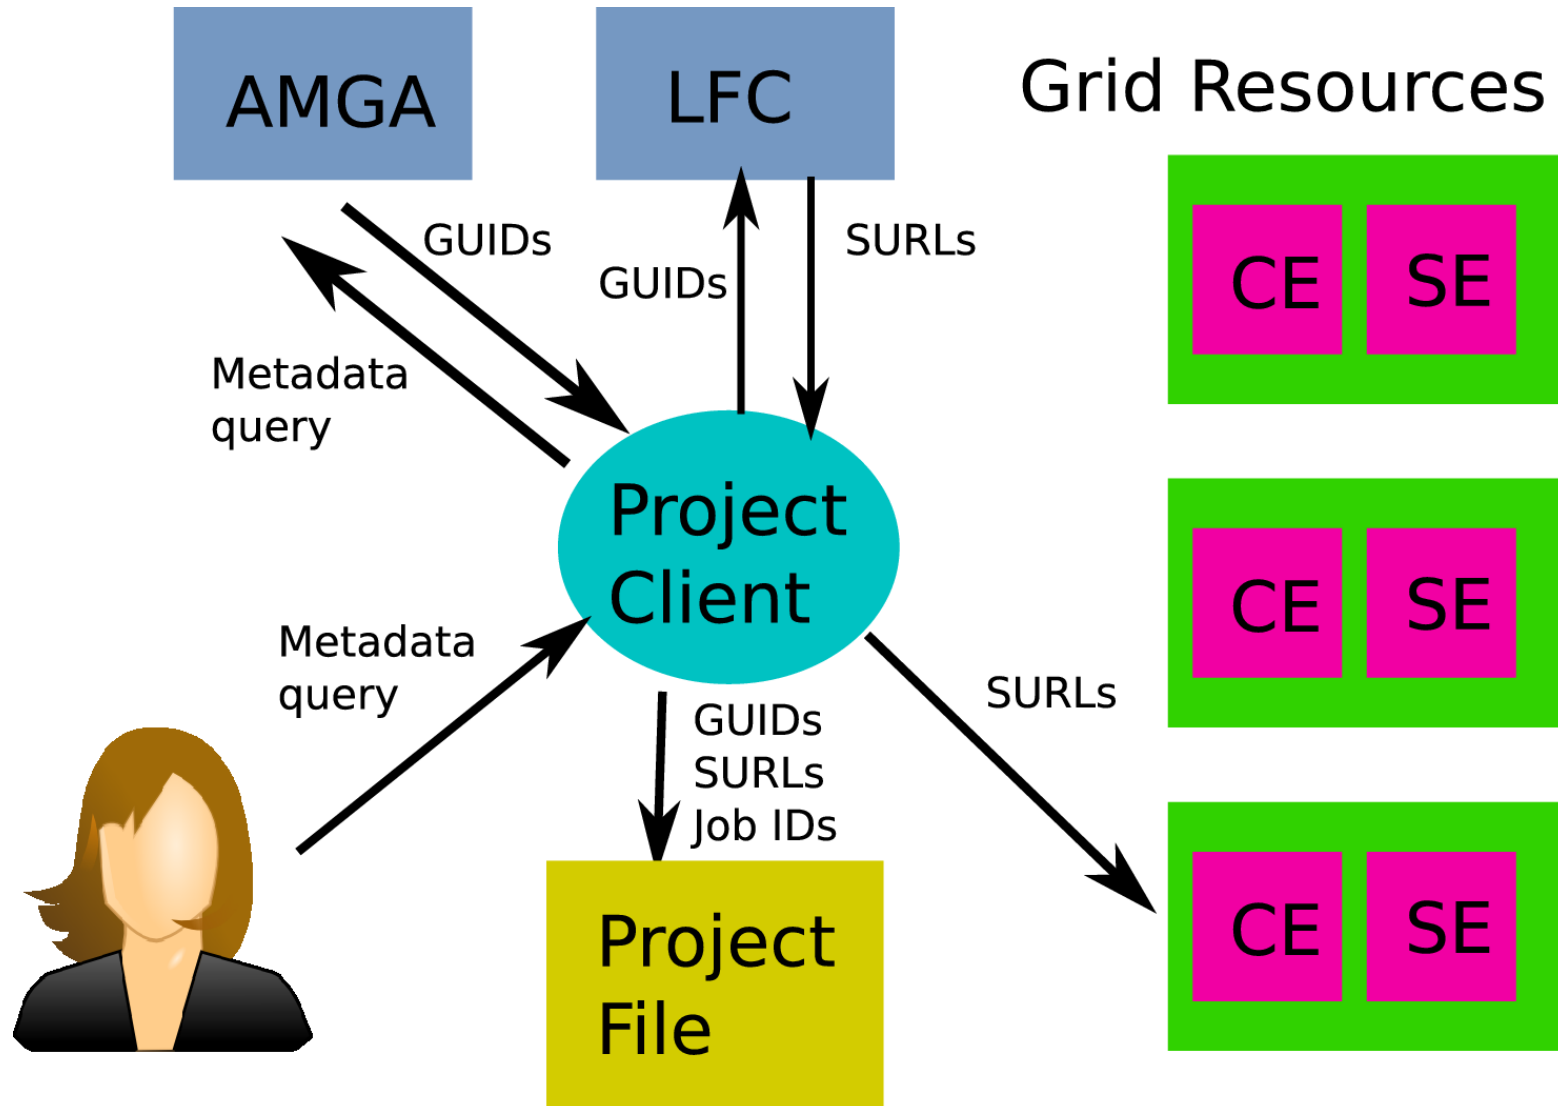 AMGA
LFC
Grid Resources
GUIDs
SURLs
GUIDs
CE
SE
Metadata
query
Project
Client
CE
SE
Metadata
query
SURLs
GUIDs
SURLs
Job IDs
CE
SE
Project
File